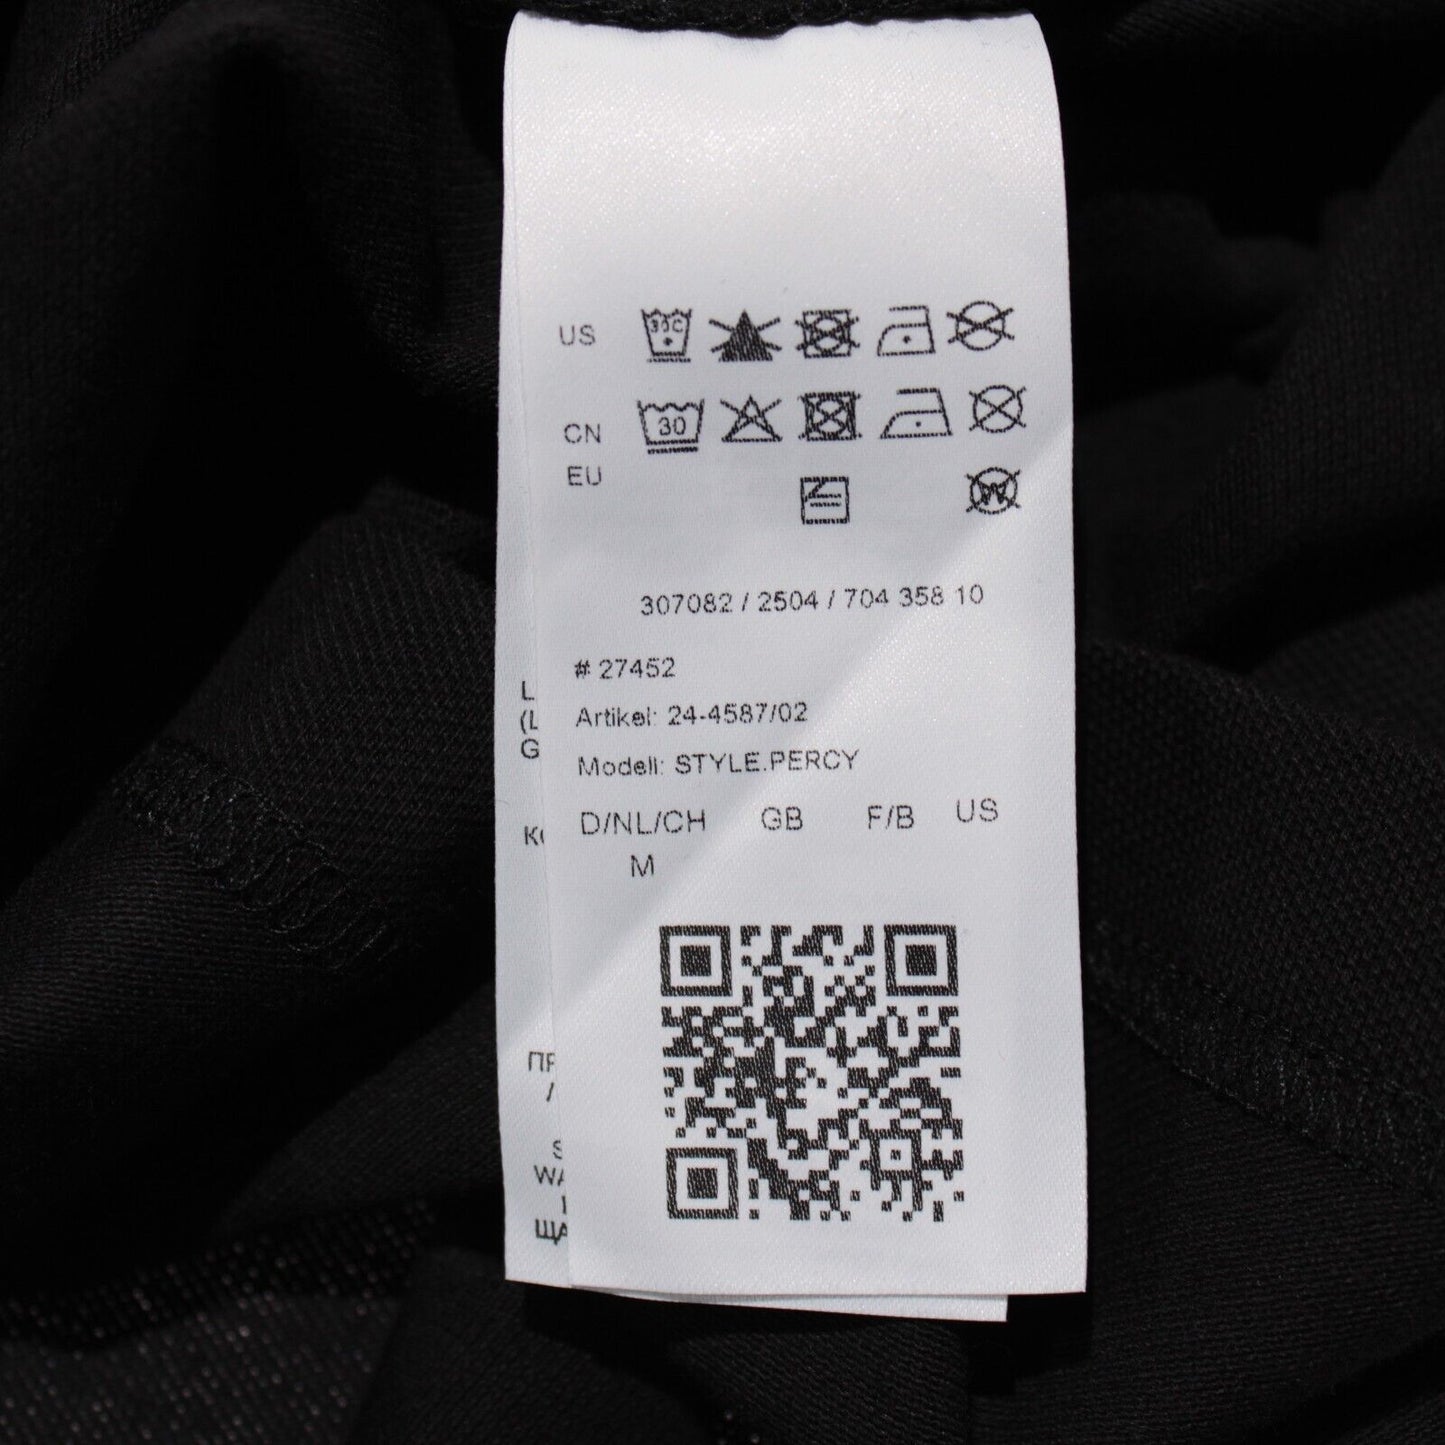 US 30C
CN 30
EU
W
307082 / 2504 / 704 358 10
# 27452
Artikel: 24-4587/02
Modell: STYLE.PERCY
D/NL/CH GB F/B US
M
L
(L
G